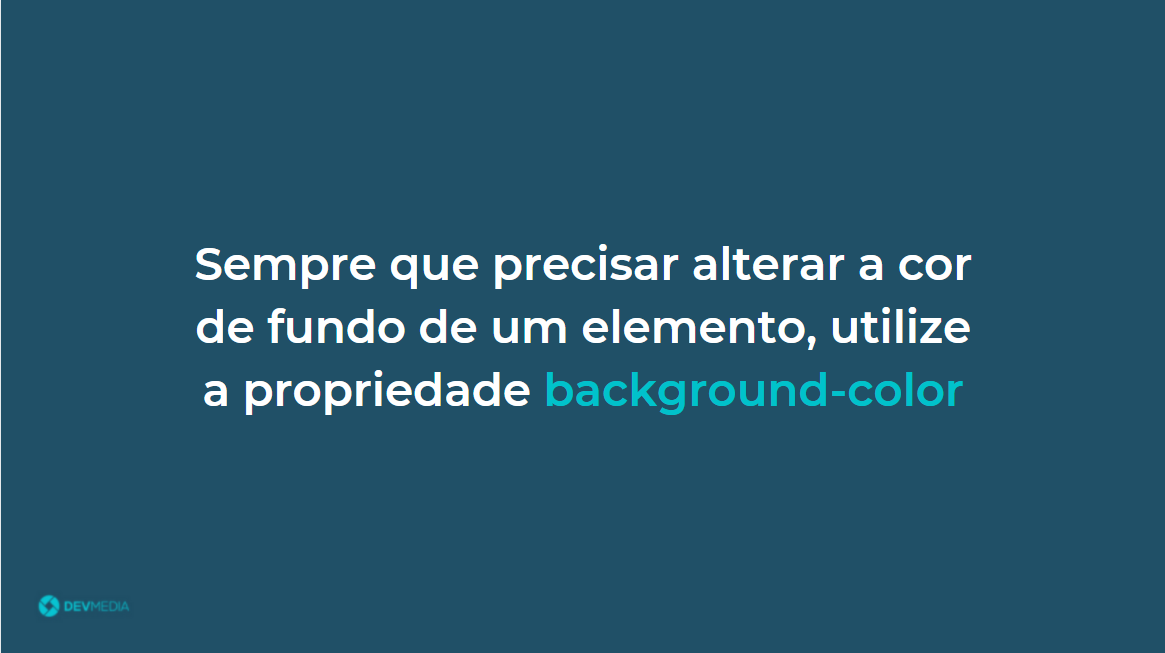 Sempre que precisar alterar a cor
de fundo de um elemento, utilize
a propriedade background-color
DEVMEDIA